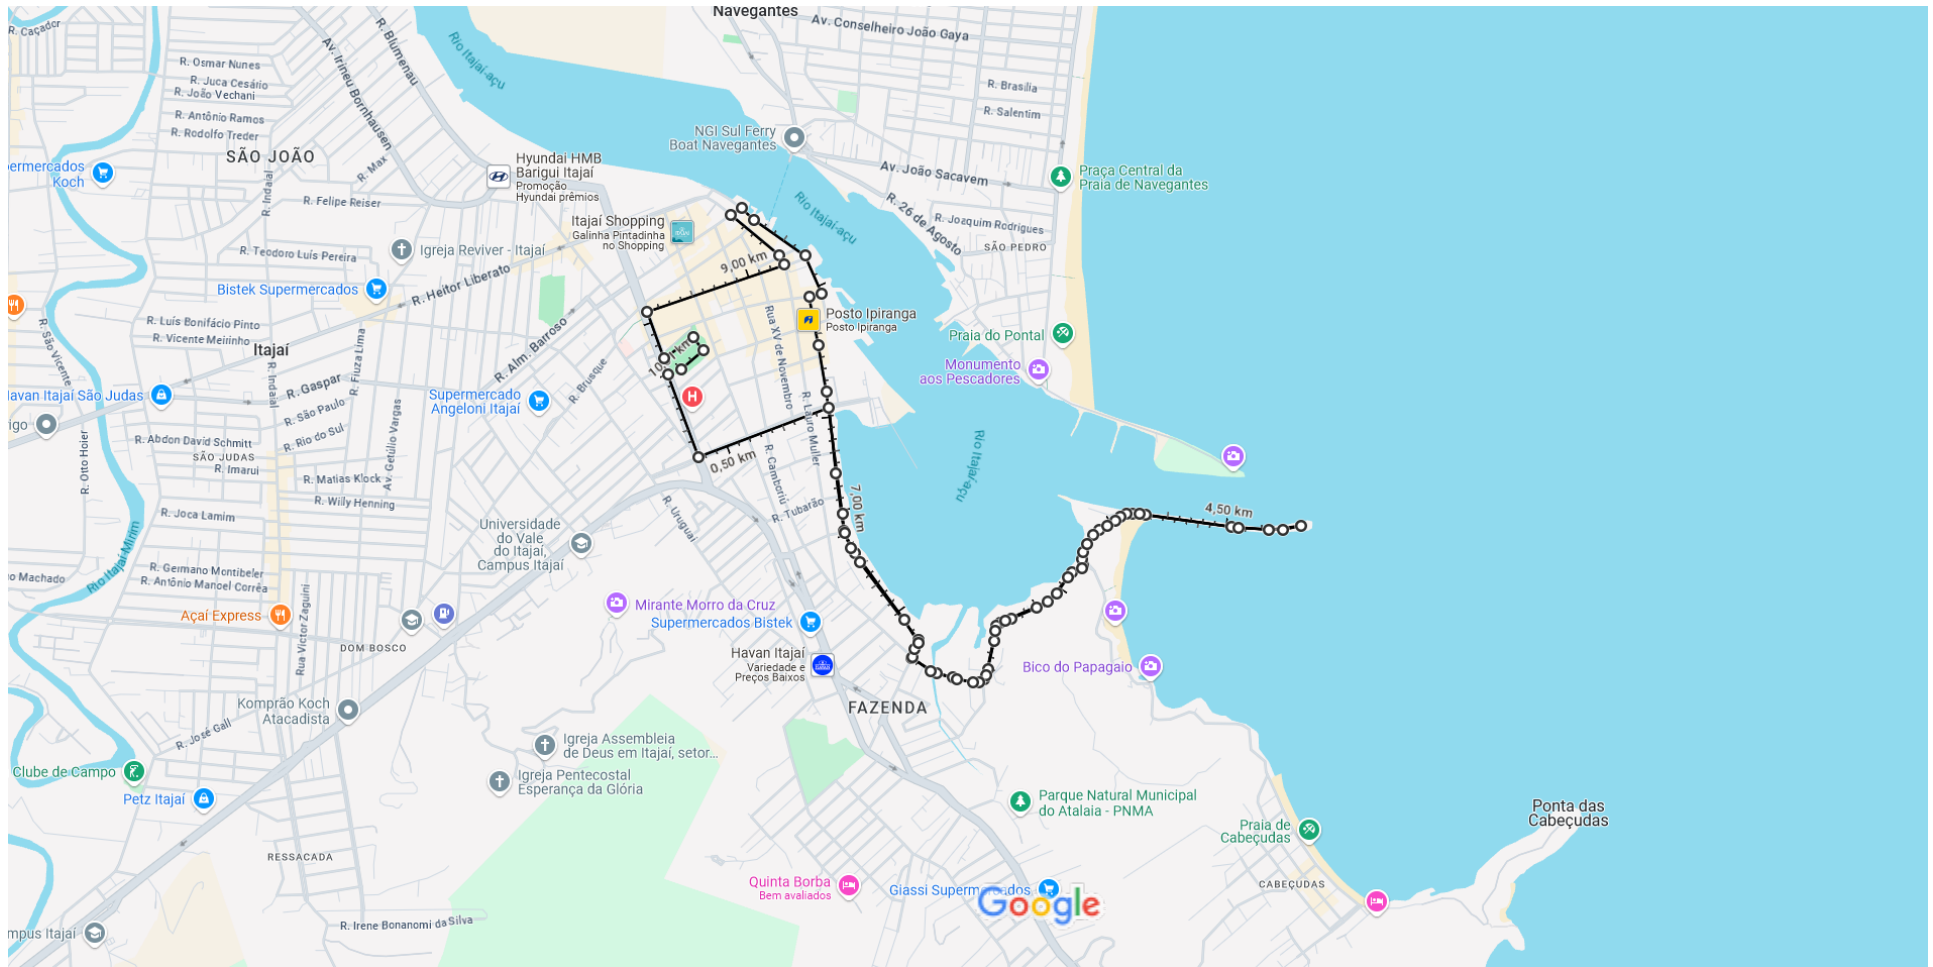 Navegantes
R. Caçador
R. Blumenau
Av. Irineu Bornhausen
Rio Itajaí-açu
Av. Conselheiro João Gaya
R. Osmar Nunes
R. Juca Cesário
R. João Vechani
R. Brasília
R. Salentim
R. Antônio Ramos
R. Rodolfo Treder
SÃO JOÃO
NGI Sul Ferry
Boat Navegantes
Hyundai HMB
Barigui Itajaí
Promoção
Hyundai prêmios
R. Max
Koch
R. Indaial
R. Felipe Reiser
Av. João Sacavem
Praça Central da
Praia de Navegantes
R. 26 de Agosto
R. Joaquim Rodrigues
SÃO PEDRO
Rio Itajaí-açu
Itajaí Shopping
Galinha Pintadinha
no Shopping
Igreja Reviver - Itajaí
R. Teodoro Luís Pereira
R. Heitor Liberato
Bistek Supermercados
9,00 km
Posto Ipiranga
Posto Ipiranga
R. Luís Bonifácio Pinto
R. Vicente Meirinho
Itajaí
R. São Vicente
R. Alm. Barroso
R. Fiuza Lima
R. Brusque
Rua XV de Novembro
Praia do Pontal
Monumento
aos Pescadores
R. Indaial
R. Gaspar
Havan Itajaí São Judas
R. São Paulo
R. Rio do Sul
Supermercado
Angeloni Itajaí
R. Lauro Muller
R. Otto Hoier
R. Abdon David Schmitt
SÃO JUDAS
R. Imarui
Av. Getúlio Vargas
R. Matias Klock
R. Willy Henning
0,50 km
R. Camboriú
R. Tubarão
R. Uruguai
7,00 km
Rio Itajaí-açu
4,50 km
R. Joca Lamim
Universidade
do Vale
do Itajaí,
Campus Itajaí
Rio Itajaí-Mirim
R. Germano Montibeler
R. Antônio Manoel Corrêa
Açaí Express
Rua Victor Zaguini
DOM BOSCO
Mirante Morro da Cruz
Supermercados Bistek
Havan Itajaí
Variedade e
Preços Baixos
Bico do Papagaio
FAZENDA
Komprão Koch
Atacadista
R. José Gall
Igreja Assembleia
de Deus em Itajaí, setor...
Igreja Pentecostal
Esperança da Glória
Clube de Campo
Petz Itajaí
Parque Natural Municipal
do Atalaia - PNMA
Ponta das
Cabeçudas
Praia de
Cabeçudas
RESSACADA
CABEÇUDAS
Quinta Borba
Bem avaliados
Giassi Supermercados
Google
R. Irene Bonanomi da Silva